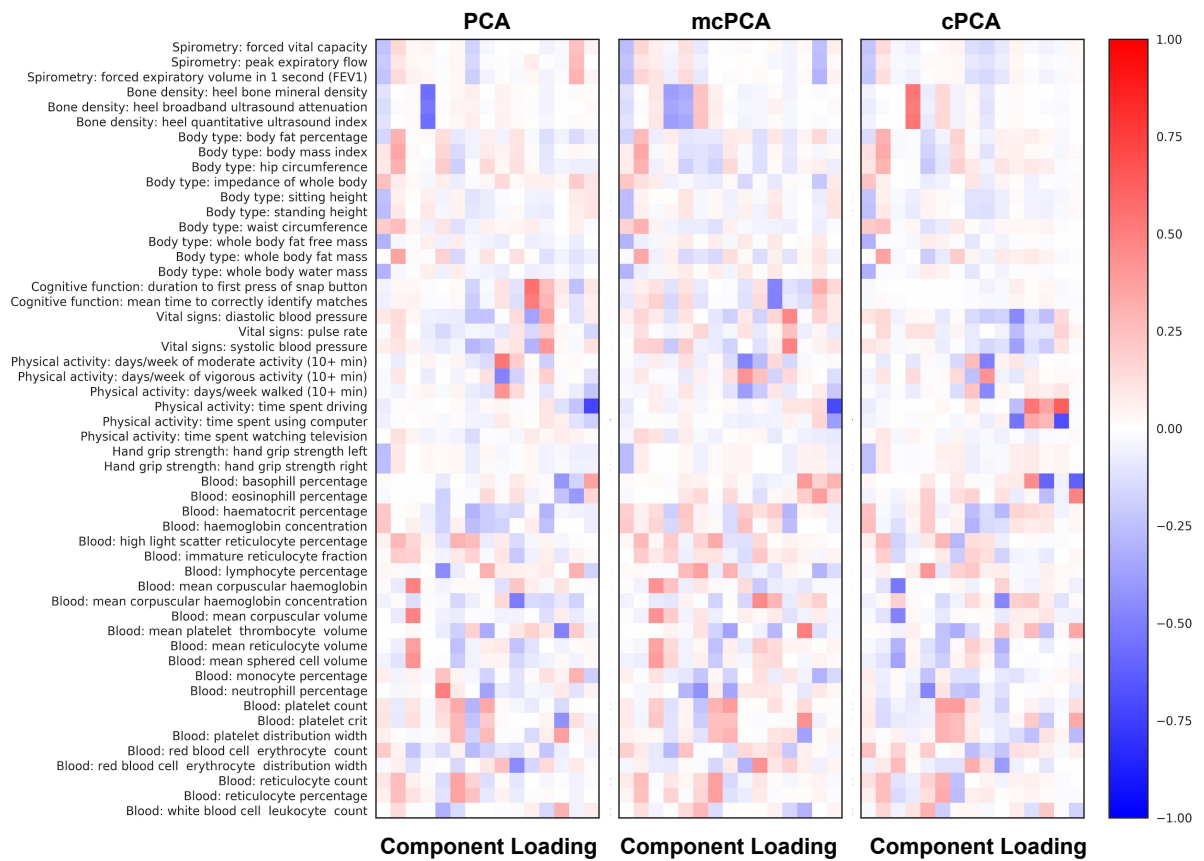 PCA
mcPCA
cPCA
Spirometry: forced vital capacity
Spirometry: peak expiratory flow
Spirometry: forced expiratory volume in 1 second (FEV1)
Bone density: heel bone mineral density
Bone density: heel broadband ultrasound attenuation
Bone density: heel quantitative ultrasound index
Body type: body fat percentage
Body type: body mass index
Body type: hip circumference
Body type: impedance of whole body
Body type: sitting height
Body type: standing height
Body type: waist circumference
Body type: whole body fat free mass
Body type: whole body fat mass
Body type: whole body water mass
Cognitive function: duration to first press of snap button
Cognitive function: mean time to correctly identify matches
Vital signs: diastolic blood pressure
Vital signs: pulse rate
Vital signs: systolic blood pressure
Physical activity: days/week of moderate activity (10+ min)
Physical activity: days/week of vigorous activity (10+ min)
Physical activity: days/week walked (10+ min)
Physical activity: time spent driving
Physical activity: time spent using computer
Physical activity: time spent watching television
Hand grip strength: hand grip strength left
Hand grip strength: hand grip strength right
Blood: basophill percentage
Blood: eosinophill percentage
Blood: haematocrit percentage
Blood: haemoglobin concentration
Blood: high light scatter reticulocyte percentage
Blood: immature reticulocyte fraction
Blood: lymphocyte percentage
Blood: mean corpuscular haemoglobin
Blood: mean corpuscular haemoglobin concentration
Blood: mean corpuscular volume
Blood: mean platelet thrombocyte volume
Blood: mean reticulocyte volume
Blood: mean sphered cell volume
Blood: monocyte percentage
Blood: neutrophill percentage
Blood: platelet count
Blood: platelet crit
Blood: platelet distribution width
Blood: red blood cell erythrocyte count
Blood: red blood cell erythrocyte distribution width
Blood: reticulocyte count
Blood: reticulocyte percentage
Blood: white blood cell leukocyte count
Component Loading
Component Loading
Component Loading
1.00
0.75
0.50
0.25
0.00
−0.25
−0.50
−0.75
−1.00